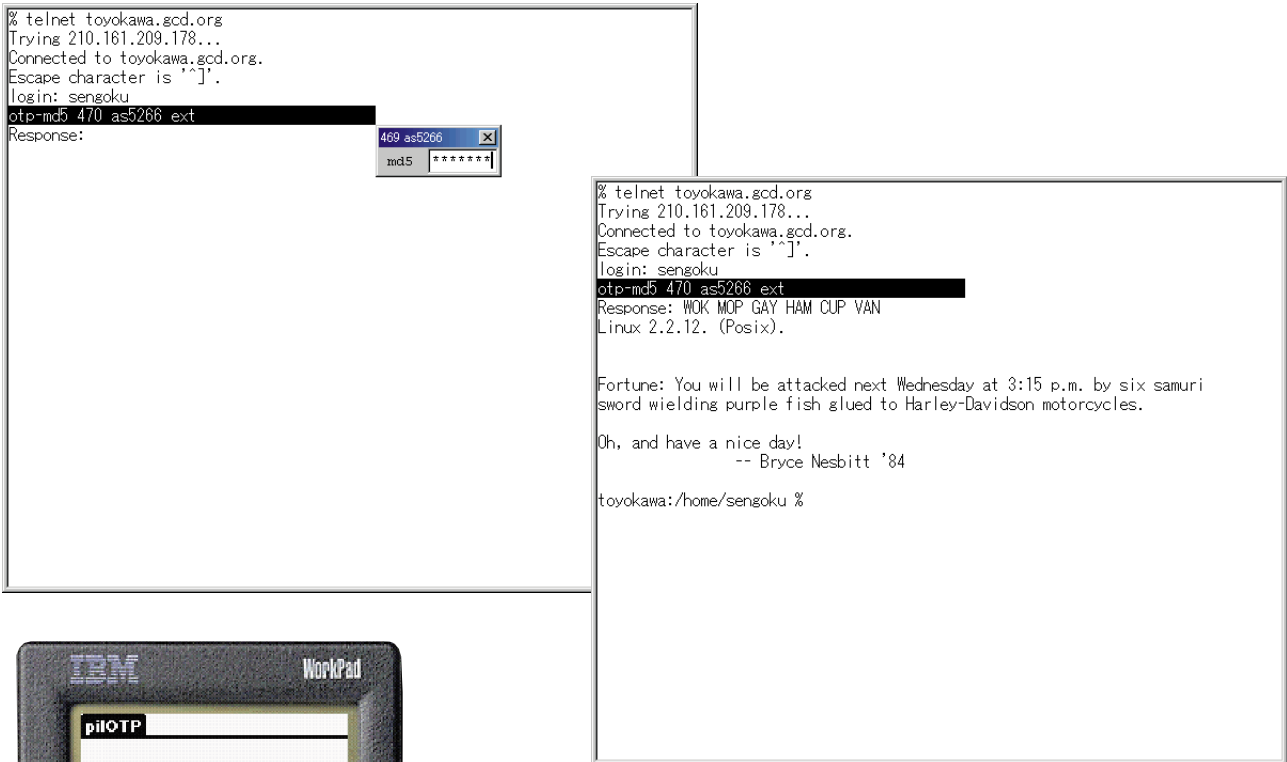 % telnet toyokawa.gcd.org
Trying 210.161.209.178...
Connected to toyokawa.gcd.org.
Escape character is '^]'.
login: sengoku
otp-md5 470 as5266 ext
Response:
469 as5266
md5 *******
% telnet toyokawa.gcd.org
Trying 210.161.209.178...
Connected to toyokawa.gcd.org.
Escape character is '^]'.
login: sengoku
otp-md5 470 as5266 ext
Response: WOK MOP GAY HAM CUP VAN
Linux 2.2.12. (Posix).
Fortune: You will be attacked next Wednesday at 3:15 p.m. by six samuri
sword wielding purple fish glued to Harley-Davidson motorcycles.
Oh, and have a nice day!
-- Bryce Nesbitt '84
toyokawa:/home/sengoku %
IBM WorkPad
pilOTP